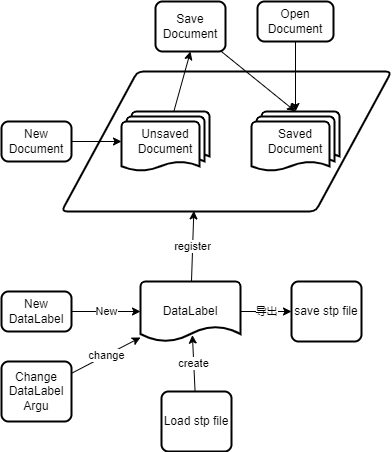 Save
Document
Open
Document
New
Document
Unsaved
Document
Saved
Document
register
New
DataLabel
New
DataLabel
导出
save stp file
change
Change
DataLabel
Argu
create
Load stp file